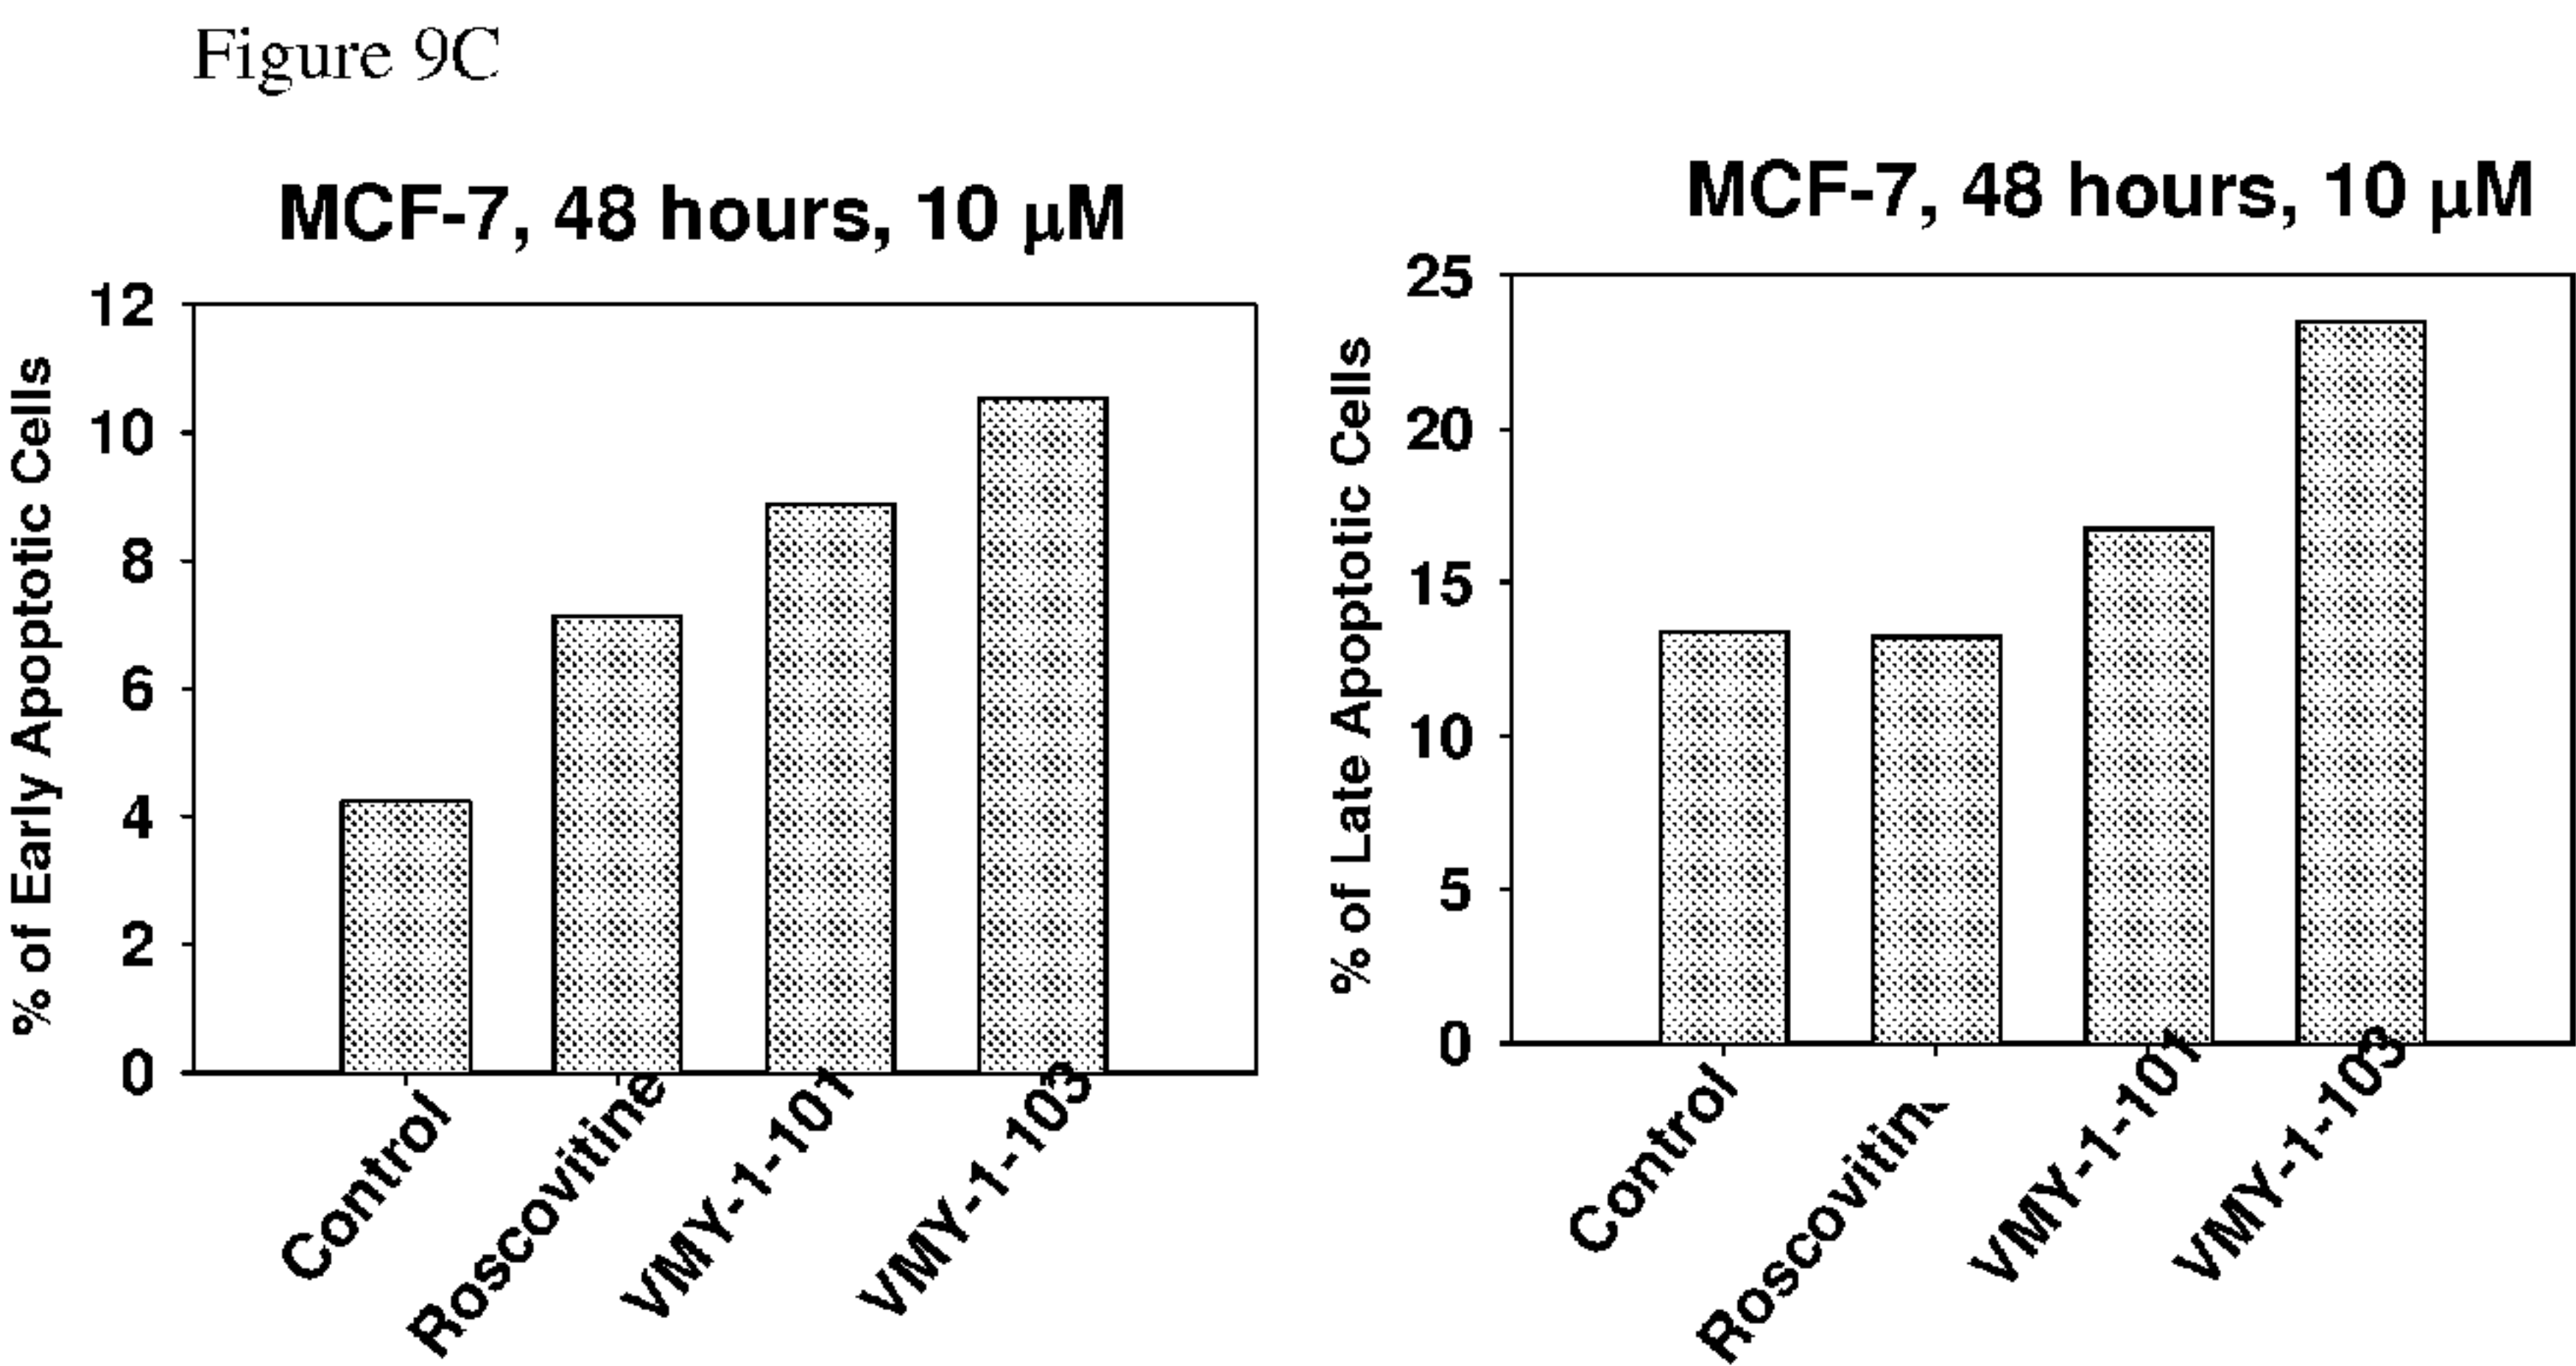 Figure 9C
MCF-7, 48 hours, 10 μM
% of Early Apoptotic Cells
12
10
8
6
4
2
0
Control
Roscovitine
VMY-1-101
VMY-1-103
MCF-7, 48 hours, 10 μM
% of Late Apoptotic Cells
25
20
15
10
5
0
Control
Roscovitine
VMY-1-101
VMY-1-103